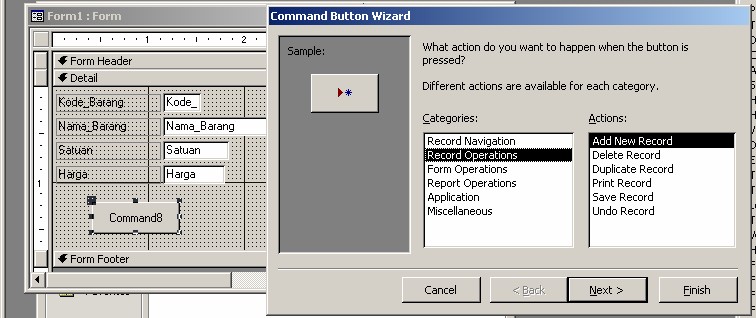 Form1 : Form
1
2
Form Header
Detail
Kode_Barang
Kode_
Nama_Barang
Nama_Barang
Satuan
Satuan
Harga
Harga
1
Command8
Form Footer
Command Button Wizard
Sample:
What action do you want to happen when the button is
pressed?
Different actions are available for each category.
Categories:
Record Navigation
Record Operations
Form Operations
Report Operations
Application
Miscellaneous
Actions:
Add New Record
Delete Record
Duplicate Record
Print Record
Save Record
Undo Record
Cancel
< Back
Next >
Finish